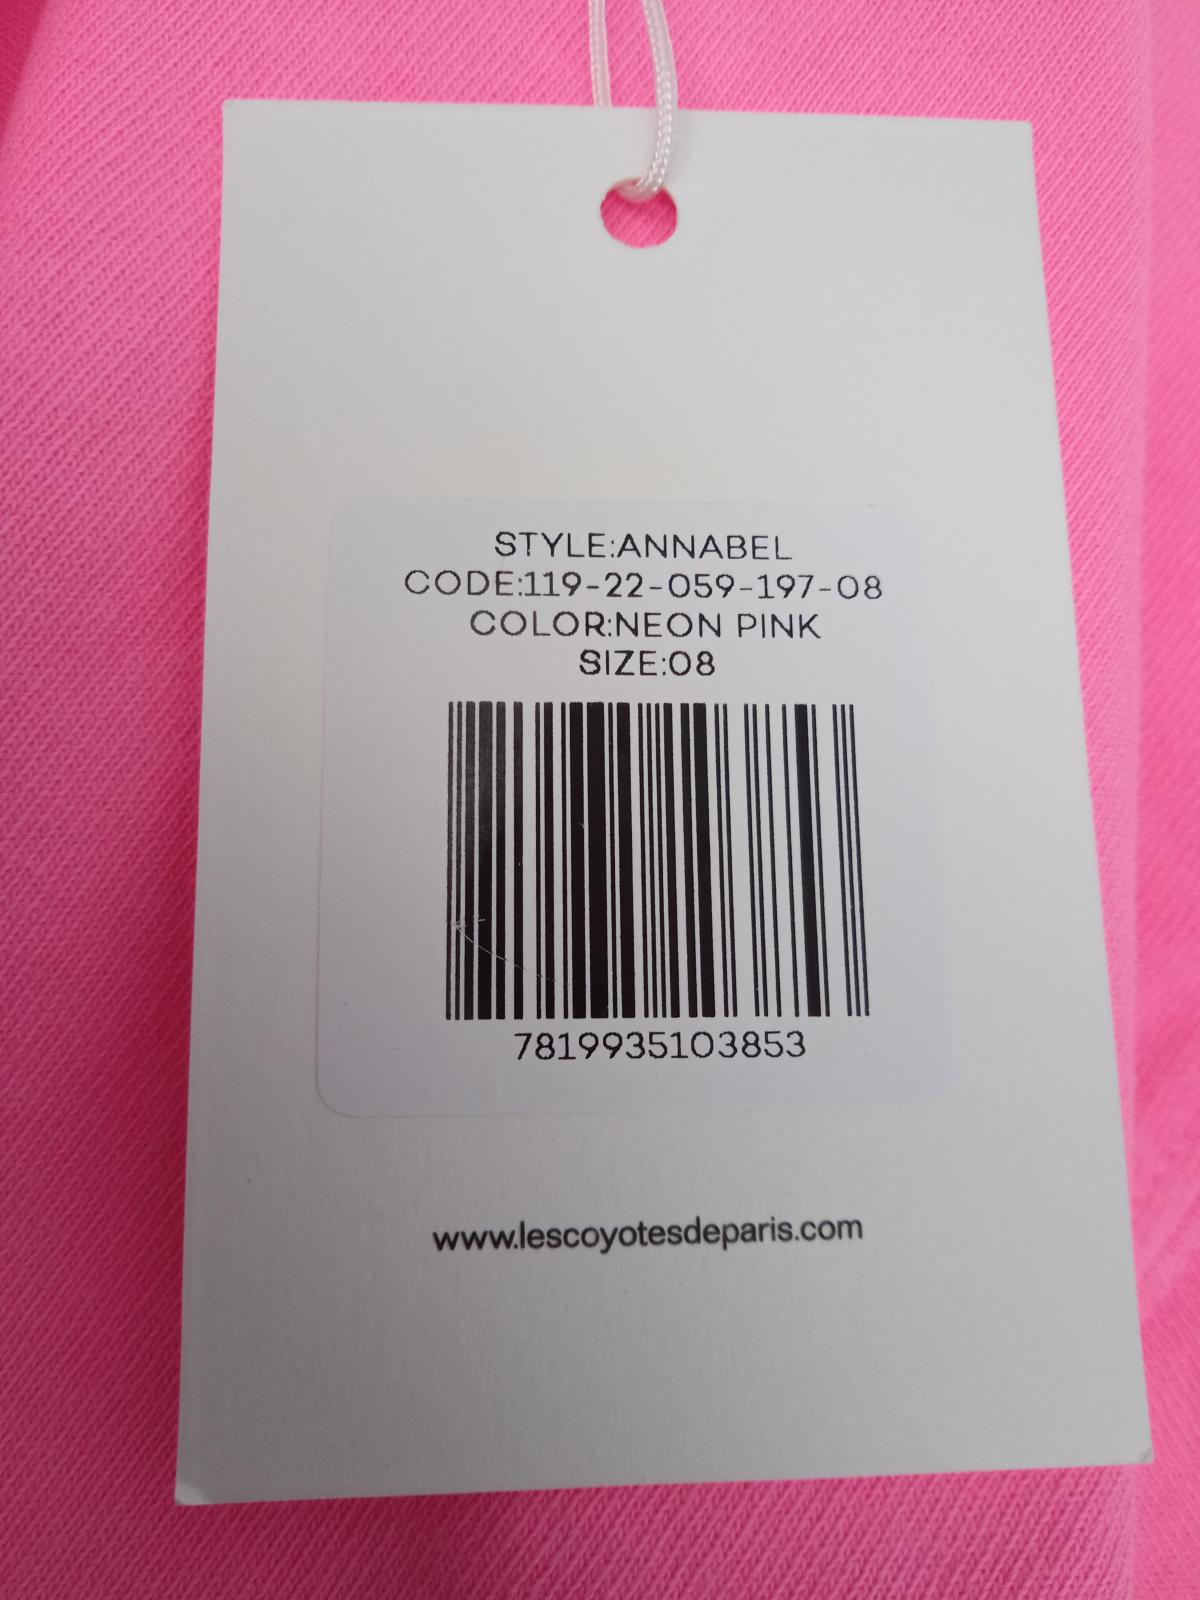 STYLE:ANNABEL
CODE:119-22-059-197-08
COLOR:NEON PINK
SIZE:08
7819935103853
www.lescoyotesdeparis.com